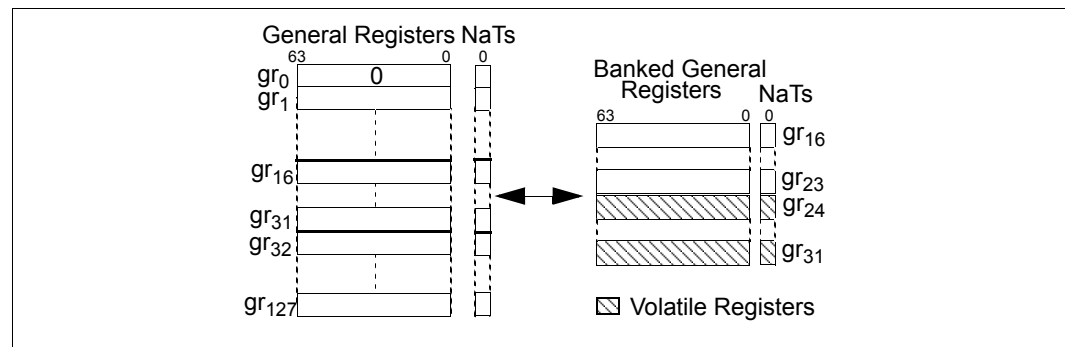 General Registers NaTs
63 0 0
gr0 0
gr1
gr16
gr31
gr32
gr127
Banked General
Registers
NaTs
63 0 0
gr16
gr23
gr24
gr31
Volatile Registers